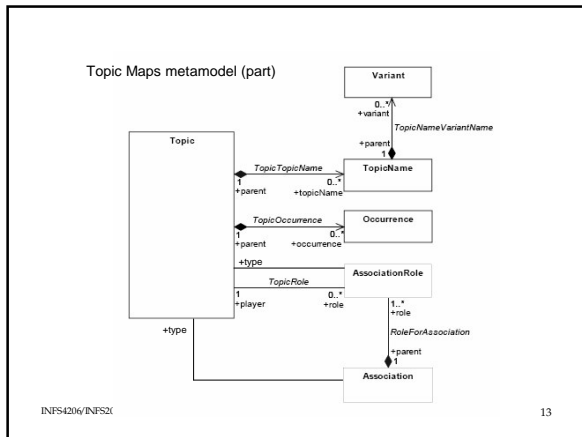 Topic Maps metamodel (part)
Variant
0..*
+variant
TopicNameVariantName
+parent
1
Topic
TopicTopicName
TopicName
1
0..*
+parent
+topicName
TopicOccurrence
Occurrence
1
0..*
+parent
+occurrence
+type
AssociationRole
TopicRole
1
0..*
+player
+role
1..*
+role
RoleForAssociation
+type
+parent
1
Association
INFS4206/INFS2
13